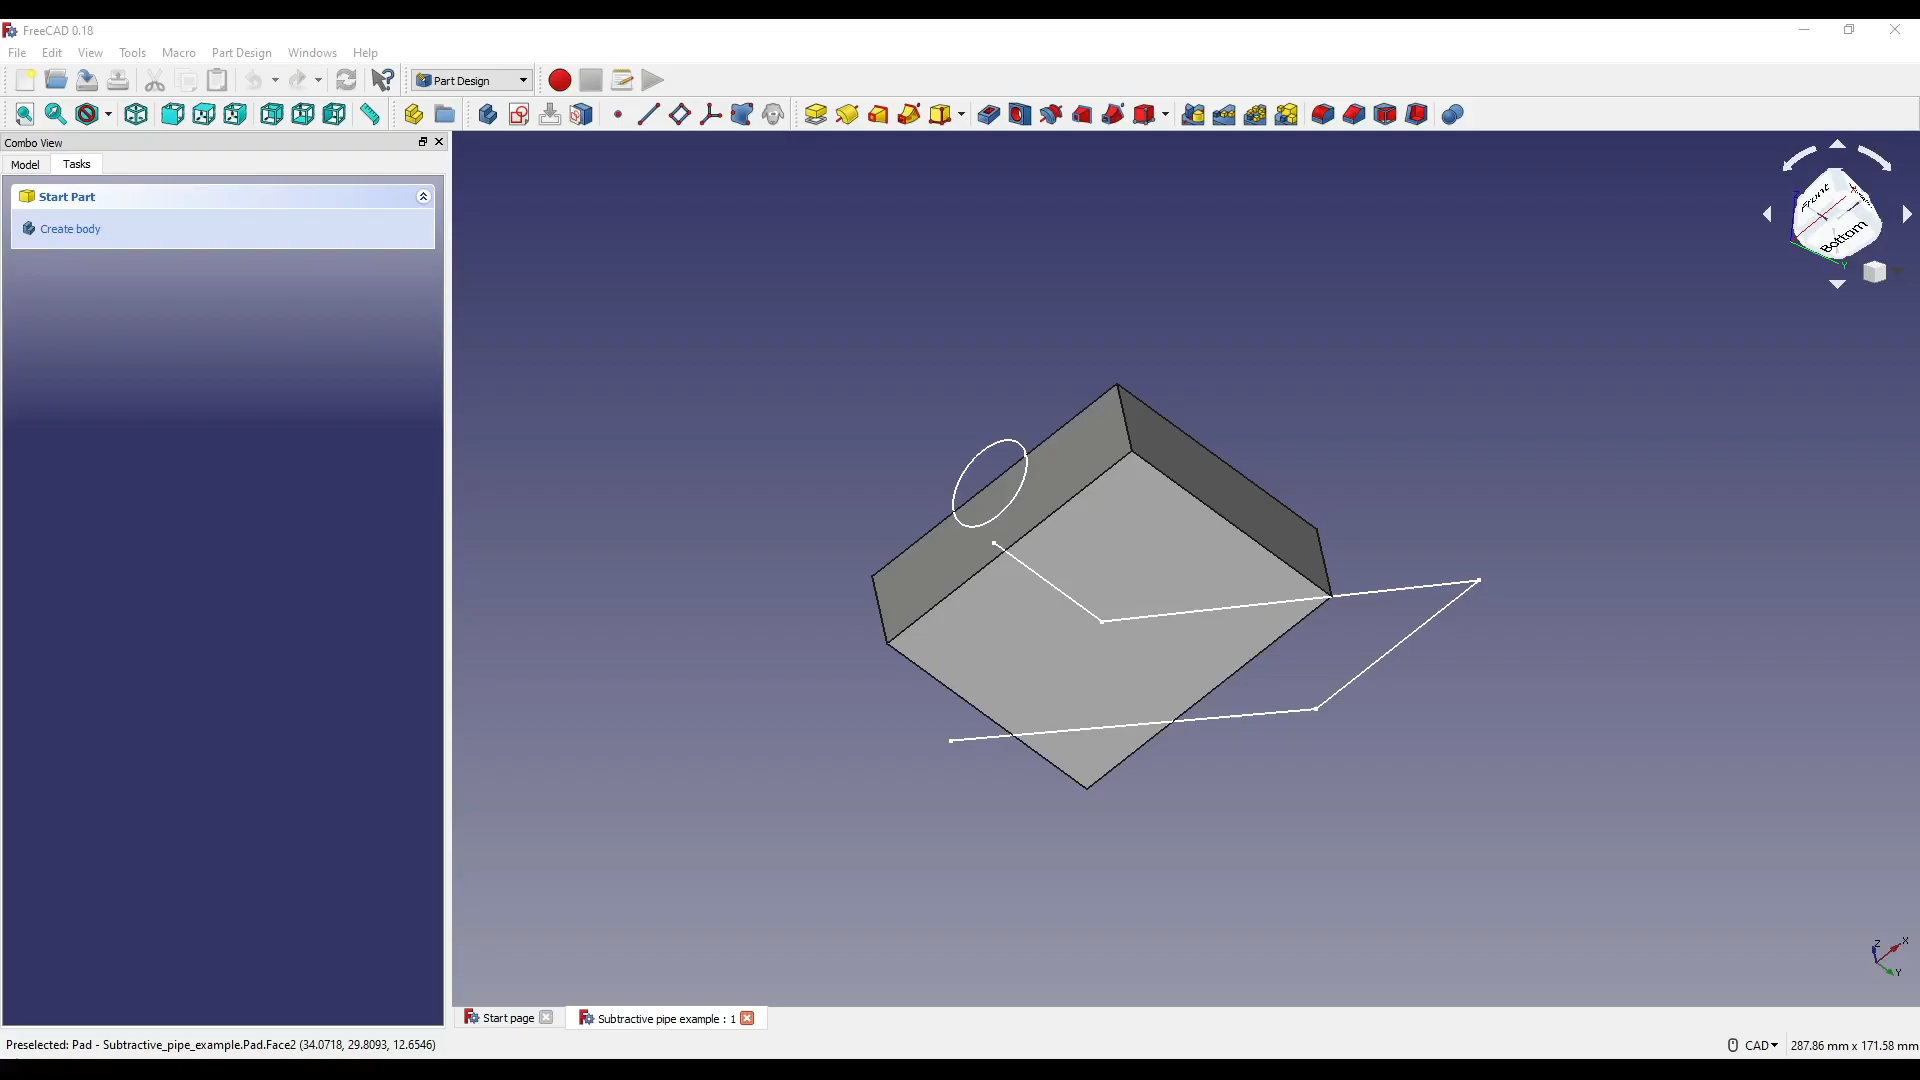 FreeCAD 0.18
File Edit View Tools Macro Part Design Windows Help
Part Design
Combo View
Model Tasks
Start Part
Create body
Front
Bottom
Z
X
Y
Z
X
Y
Start page
Subtractive pipe example : 1
Preselected: Pad - Subtractive_pipe_example.Pad.Face2 (34.0718, 29.8093, 12.6546)
CAD
287.86 mm x 171.58 mm